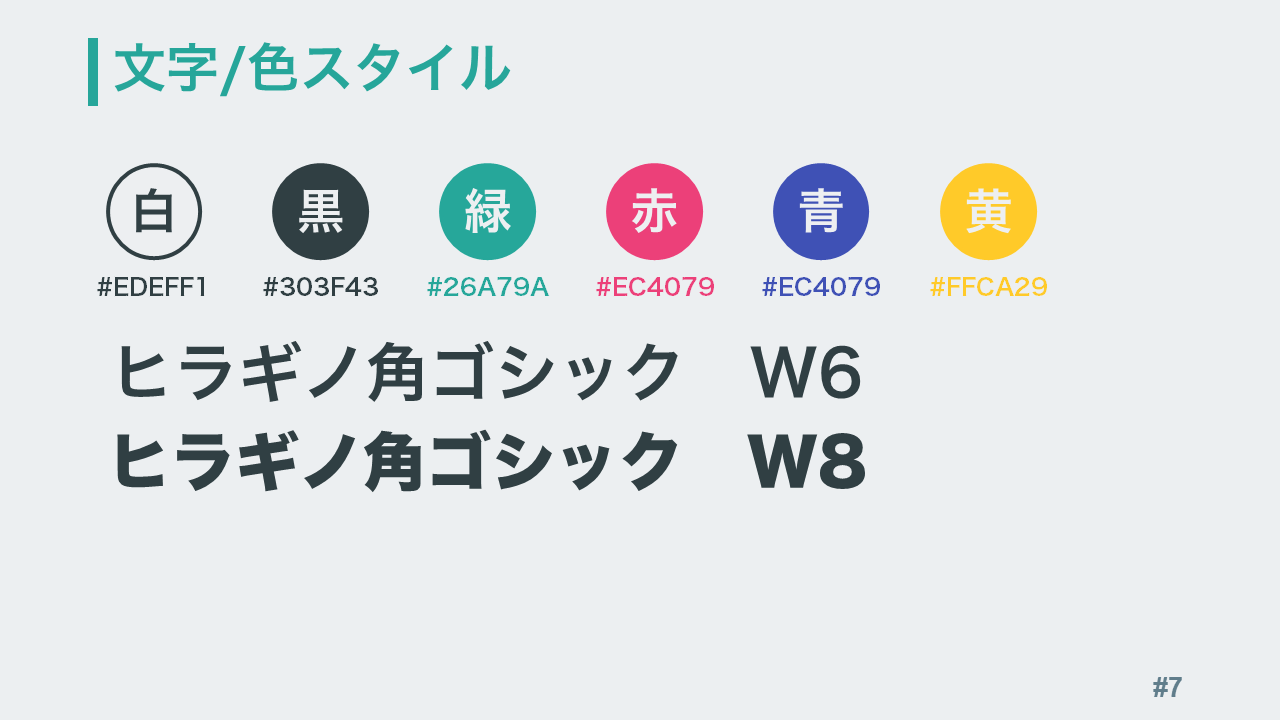 文字/色スタイル
白 黒 緑 赤 青 黄
#EDEFF1 #303F43 #26A79A #EC4079 #EC4079 #FFCA29
ヒラギノ角ゴシック　W6
ヒラギノ角ゴシック　W8
#7